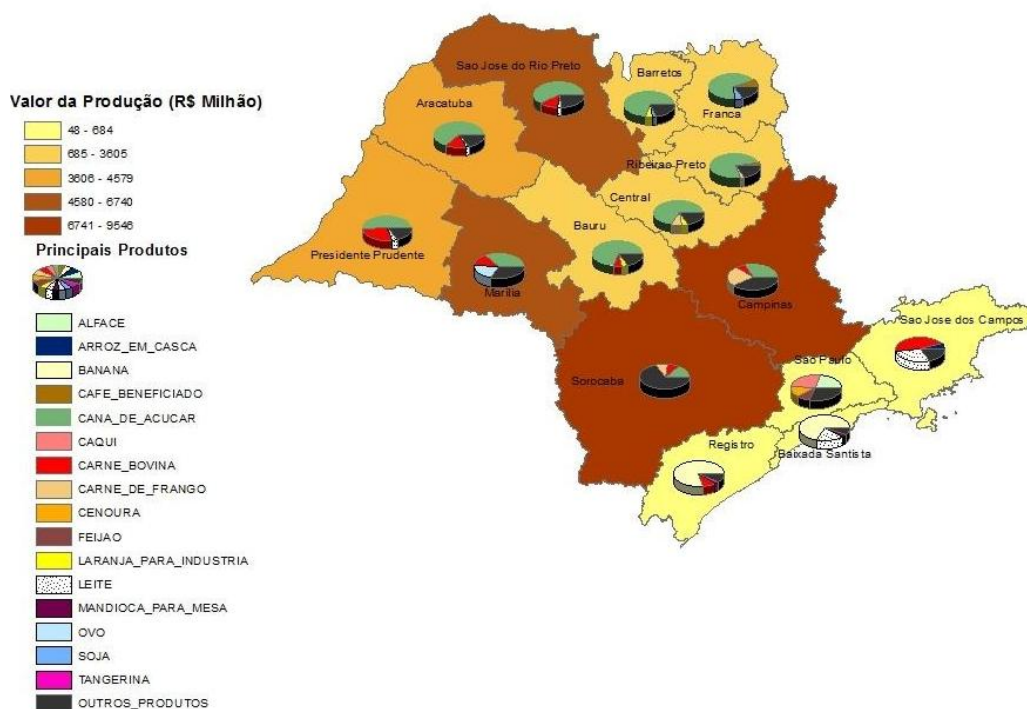 Valor da Produção (R$ Milhão)
48 - 684
685 - 3605
3606 - 4579
4580 - 6740
6741 - 9546
Principais Produtos
ALFACE
ARROZ_EM_CASCA
BANANA
CAFE_BENEFICIADO
CANA_DE_ACUCAR
CAQUI
CARNE_BOVINA
CARNE_DE_FRANGO
CENOURA
FEIJAO
LARANJA_PARA_INDUSTRIA
LEITE
MANDIOCA_PARA_MESA
OVO
SOJA
TANGERINA
OUTROS_PRODUTOS
Sao Jose do Rio Preto
Barretos
Franca
Aracatuba
Ribeirao Preto
Central
Bauru
Presidente Prudente
Marilia
Campinas
Sao Jose dos Campos
Sao Paulo
Sorocaba
Registro
Baixada Santista